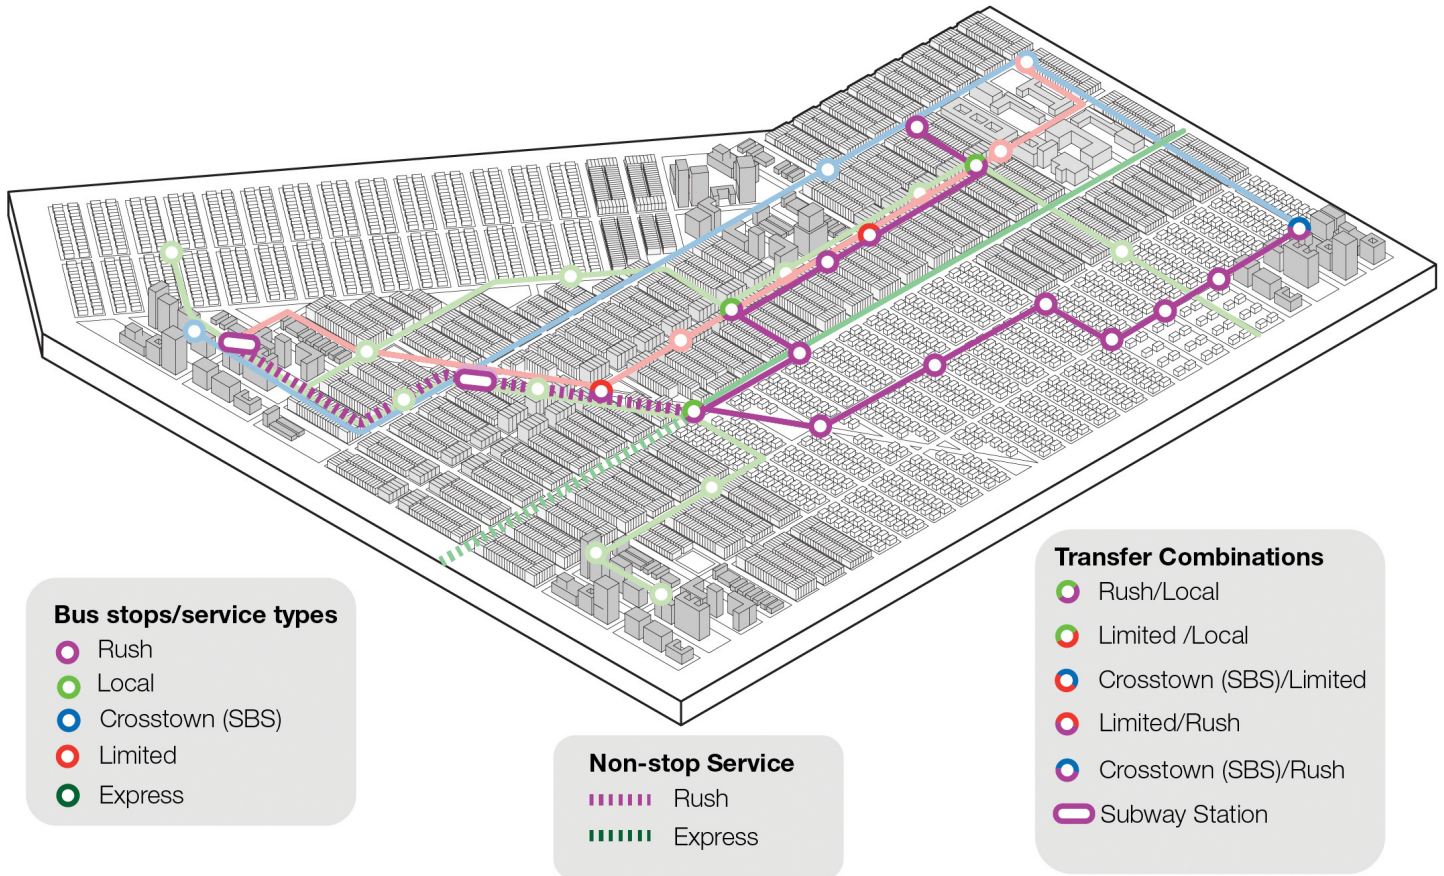 Bus stops/service types
Rush
Local
Crosstown (SBS)
Limited
Express
Non-stop Service
Rush
Express
Transfer Combinations
Rush/Local
Limited /Local
Crosstown (SBS)/Limited
Limited/Rush
Crosstown (SBS)/Rush
Subway Station